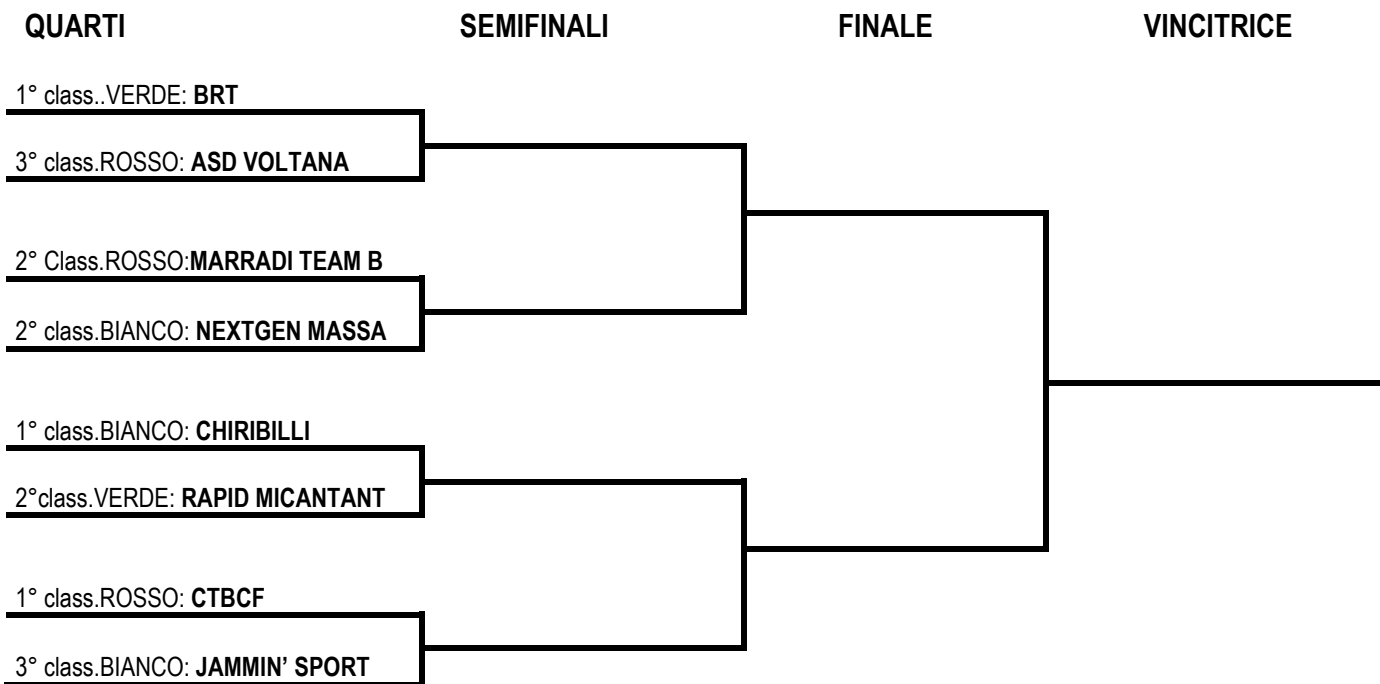 QUARTI SEMIFINALI FINALE VINCITRICE
1° class..VERDE: BRT
3° class.ROSSO: ASD VOLTANA
2° Class.ROSSO:MARRADI TEAM B
2° class.BIANCO: NEXTGEN MASSA
1° class.BIANCO: CHIRIBILLI
2°class.VERDE: RAPID MICANTANT
1° class.ROSSO: CTBCF
3° class.BIANCO: JAMMIN’ SPORT